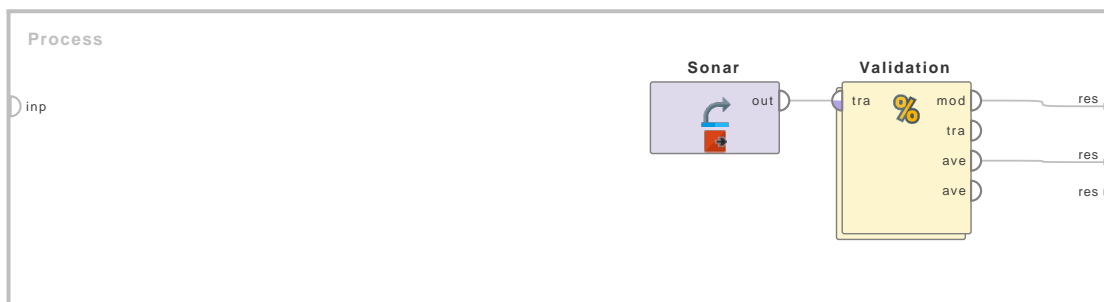 Process
Sonar Validation
inp
out tra mod res
tra
ave res
ave res